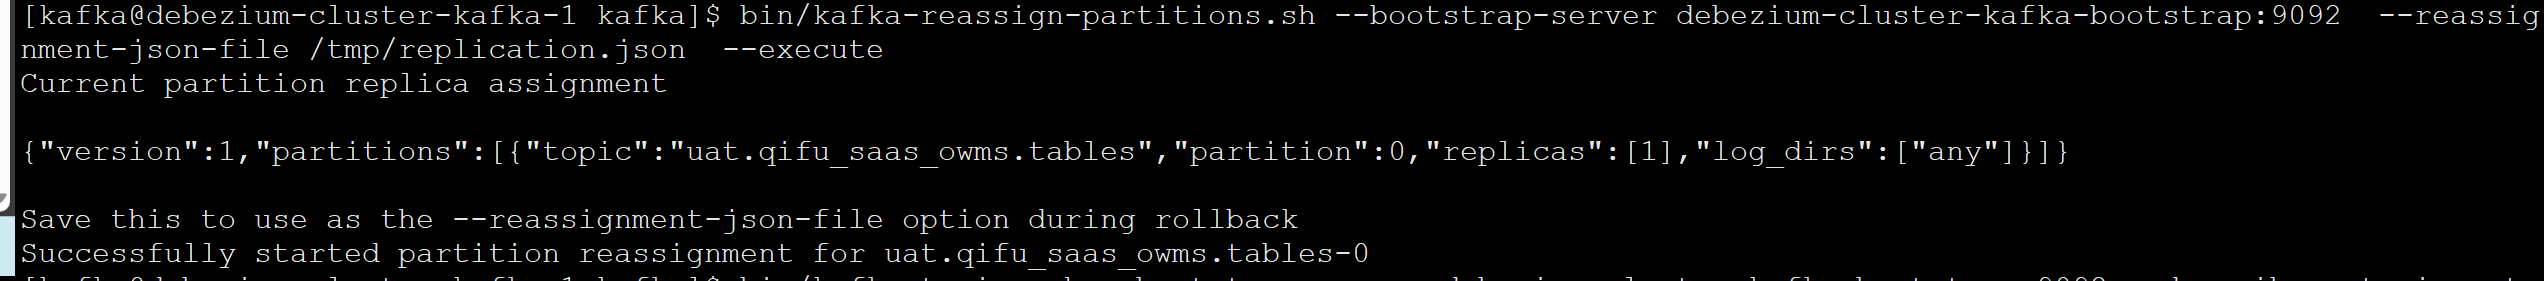 [kafka@debezium-cluster-kafka-1 kafka]$ bin/kafka-reassign-partitions.sh --bootstrap-server debezium-cluster-kafka-bootstrap:9092  --reassig
nment-json-file /tmp/replication.json  --execute
Current partition replica assignment
{"version":1,"partitions":[{"topic":"uat.qifu_saas_owms.tables","partition":0,"replicas":[1],"log_dirs":["any"]}]}
Save this to use as the --reassignment-json-file option during rollback
Successfully started partition reassignment for uat.qifu_saas_owms.tables-0